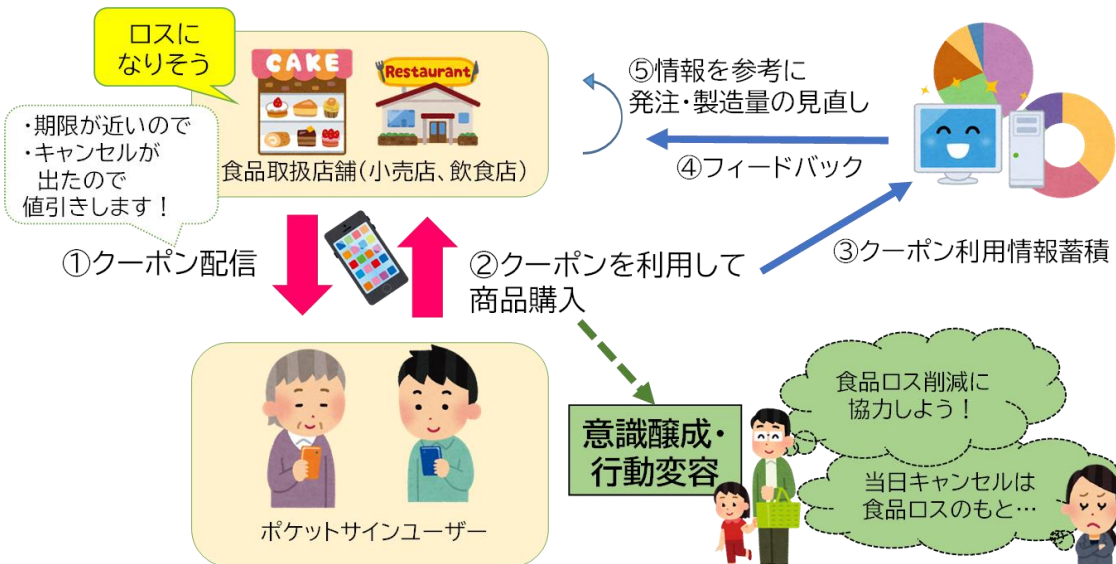 ロスに
なりそう
・期限が近いので
・キャンセルが
出たので
値引きします！
CAKE
Restaurant
食品取扱店舗(小売店、飲食店)
⑤情報を参考に
発注・製造量の見直し
④フィードバック
③クーポン利用情報蓄積
①クーポン配信
②クーポンを利用して
商品購入
ポケットサインユーザー
意識醸成・
行動変容
食品ロス削減に
協力しよう！
当日キャンセルは
食品ロスのもと…